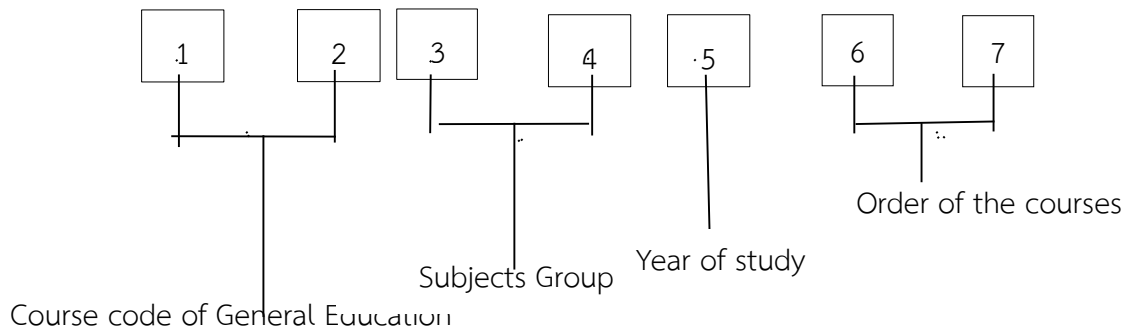 1 2 3 4 5 6 7
Order of the courses
Year of study
Subjects Group
Course code of General Education